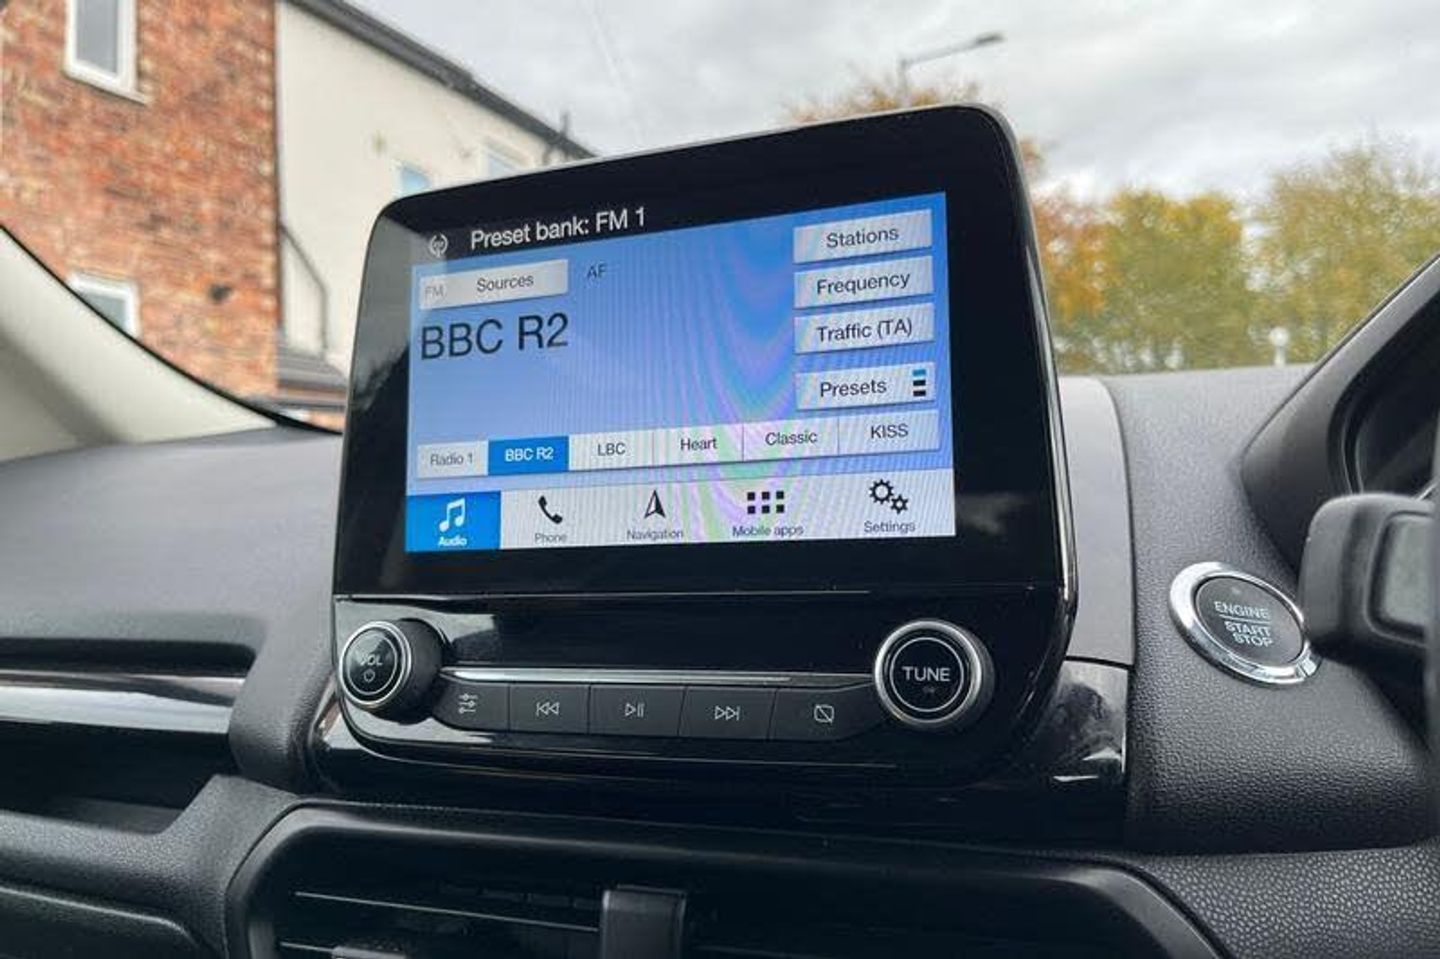 Preset bank: FM 1
FM Sources
AF
Stations
BBC R2
Frequency
Traffic (TA)
Presets
Radio 1
BBC R2
LBC
Heart
Classic
KISS
Audio
Phone
Navigation
Mobile apps
Settings
VOL
TUNE
ENGINE
START
STOP